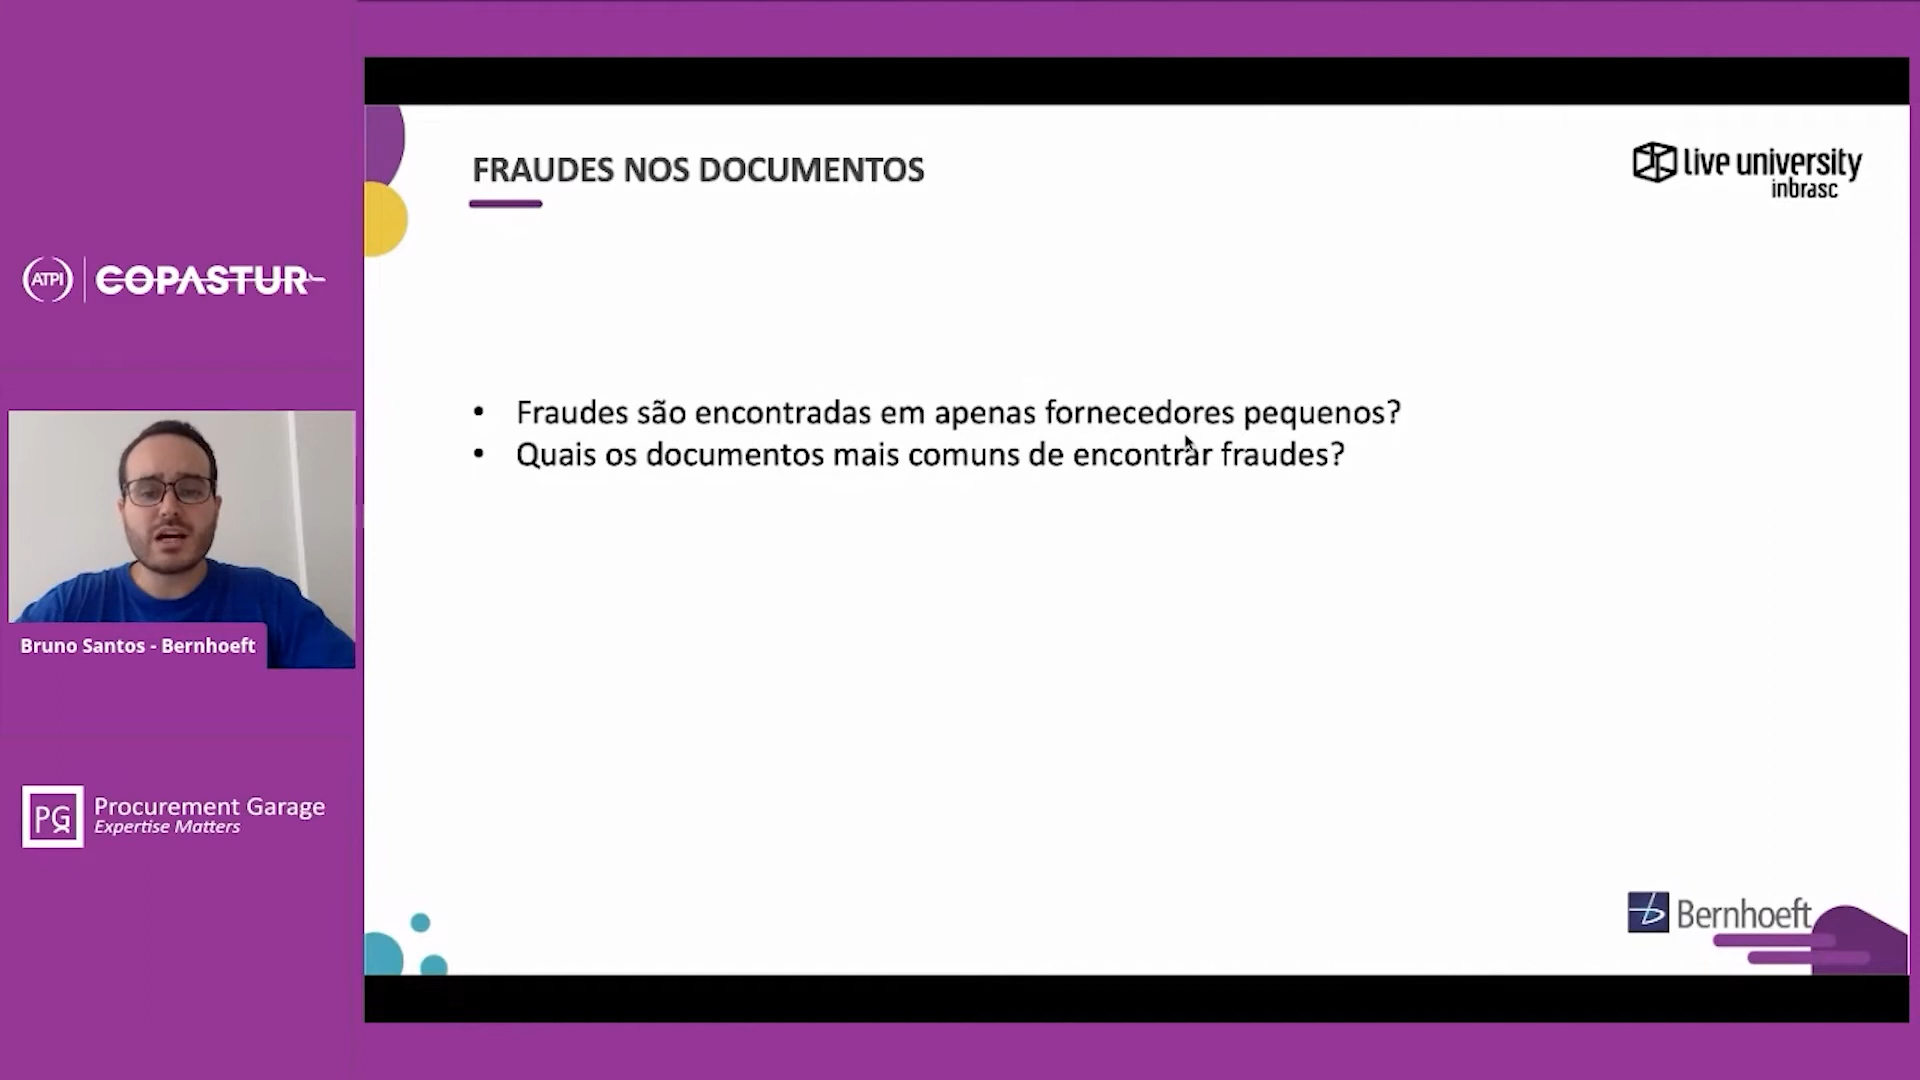 FRAUDES NOS DOCUMENTOS
live university
inbrasc
ATPI COPASTUR
• Fraudes são encontradas em apenas fornecedores pequenos?
• Quais os documentos mais comuns de encontrar fraudes?
Bruno Santos - Bernhoeft
PG Procurement Garage
Expertise Matters
Bernhoeft